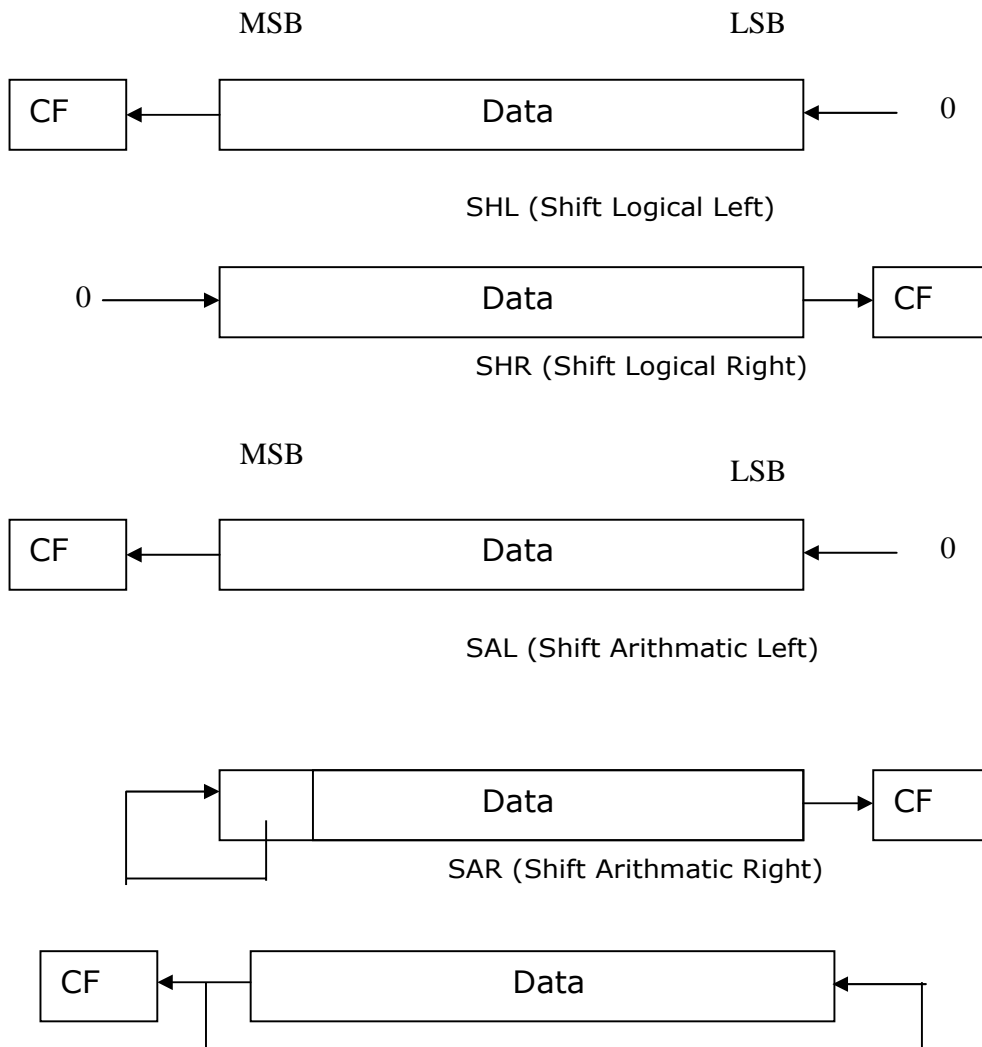 MSB LSB
CF Data 0
SHL (Shift Logical Left)
0 Data CF
SHR (Shift Logical Right)
MSB
LSB
CF Data 0
SAL (Shift Arithmatic Left)
Data CF
SAR (Shift Arithmatic Right)
CF Data